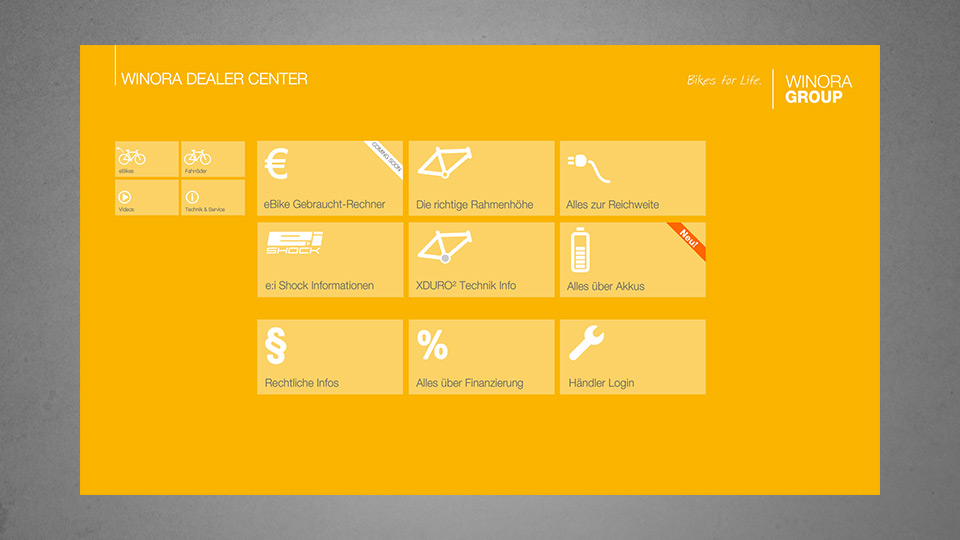 WINORA DEALER CENTER
Bikes for Life.
WINORA
GROUP
eBikes
Fahrräder
Videos
Technik & Service
€
COMING SOON
eBike Gebraucht-Rechner
Die richtige Rahmenhöhe
Alles zur Reichweite
e:i
SHOCK
e:i Shock Informationen
XDURO² Technik Info
Neu!
Alles über Akkus
§
Rechtliche Infos
%
Alles über Finanzierung
Händler Login